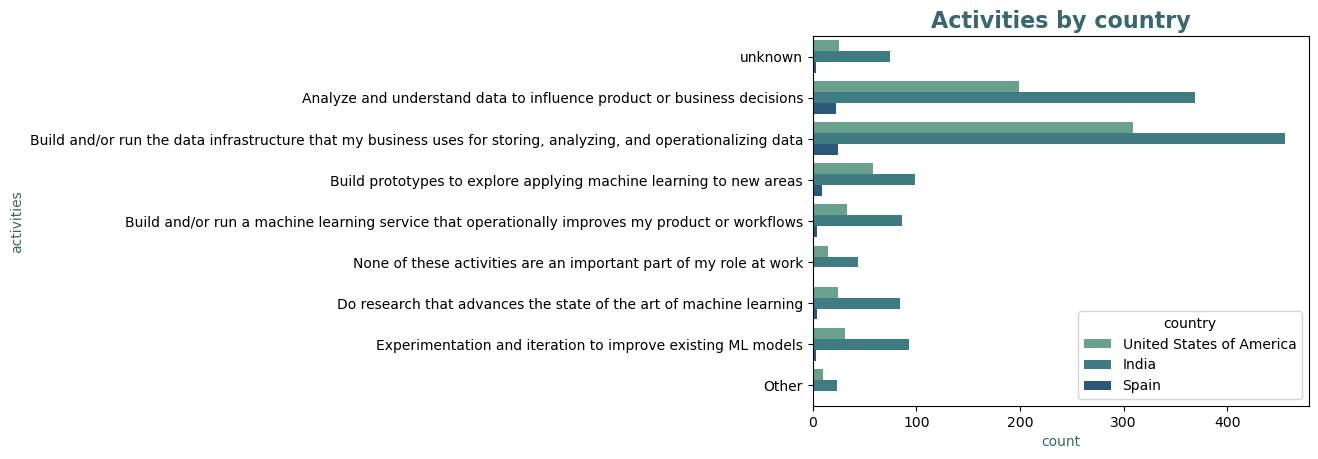 Activities by country
unknown
Analyze and understand data to influence product or business decisions
Build and/or run the data infrastructure that my business uses for storing, analyzing, and operationalizing data
Build prototypes to explore applying machine learning to new areas
Build and/or run a machine learning service that operationally improves my product or workflows
None of these activities are an important part of my role at work
Do research that advances the state of the art of machine learning
Experimentation and iteration to improve existing ML models
Other
activities
country
United States of America
India
Spain
0 100 200 300 400
count